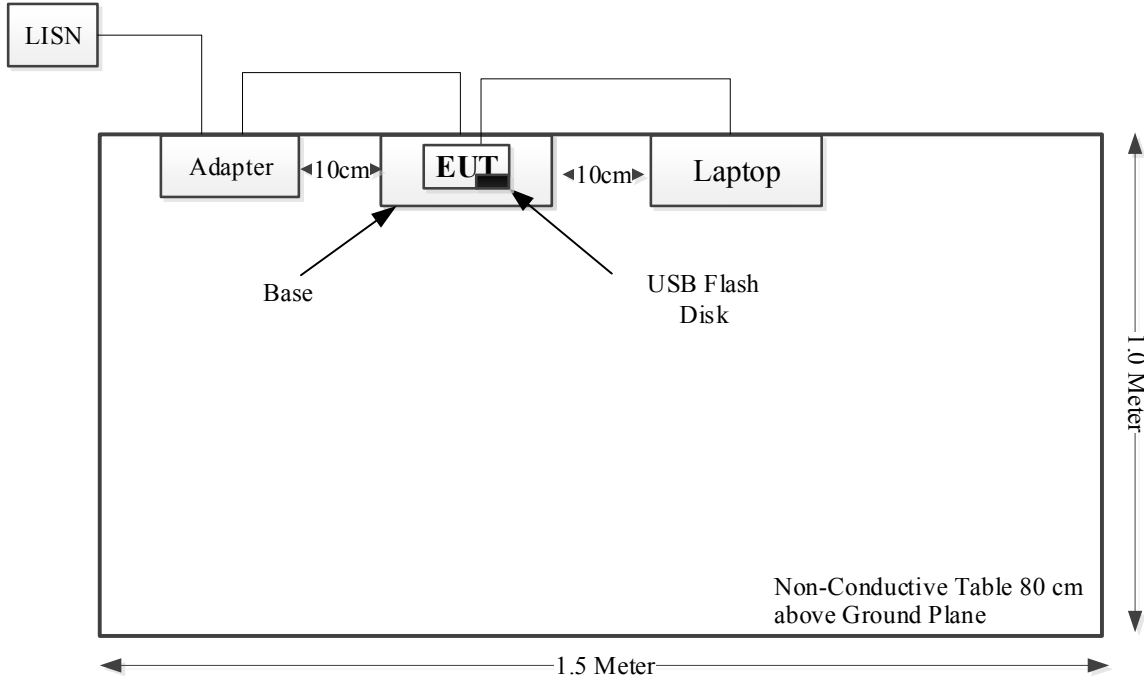 LISN
Adapter
10cm
EUT
10cm
Laptop
Base
USB Flash
Disk
1.0 Meter
Non-Conductive Table 80 cm
above Ground Plane
1.5 Meter